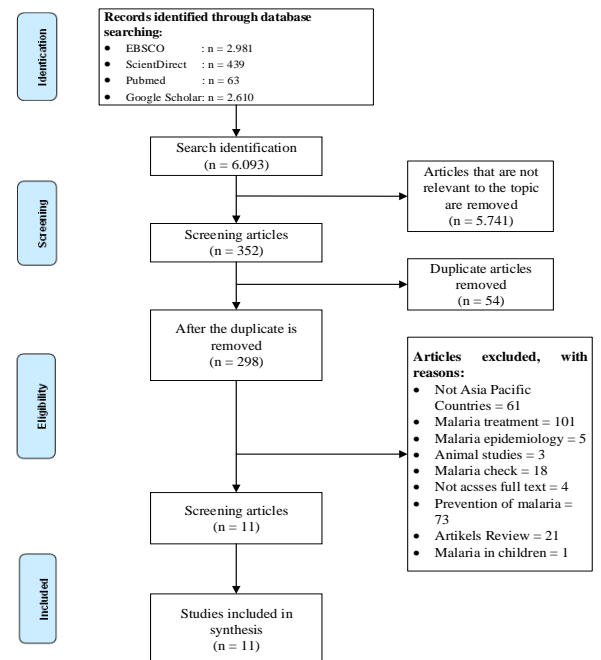 Identication
Records identified through database
searching:
• EBSCO : n = 2.981
• ScientDirect : n = 439
• Pubmed : n = 63
• Google Scholar: n = 2.610
Search identification
(n = 6.093)
Articles that are not
relevant to the topic
are removed
(n = 5.741)
Screening
Screening articles
(n = 352)
Duplicate articles
removed
(n = 54)
After the duplicate is
removed
(n = 298)
Eligibility
Articles excluded, with
reasons:
• Not Asia Pacific
Countries = 61
• Malaria treatment = 101
• Malaria epidemiology = 5
• Animal studies = 3
• Malaria check = 18
• Not acsses full text = 4
• Prevention of malaria =
73
• Artikels Review = 21
• Malaria in children = 1
Screening articles
(n = 11)
Included
Studies included in
synthesis
(n = 11)